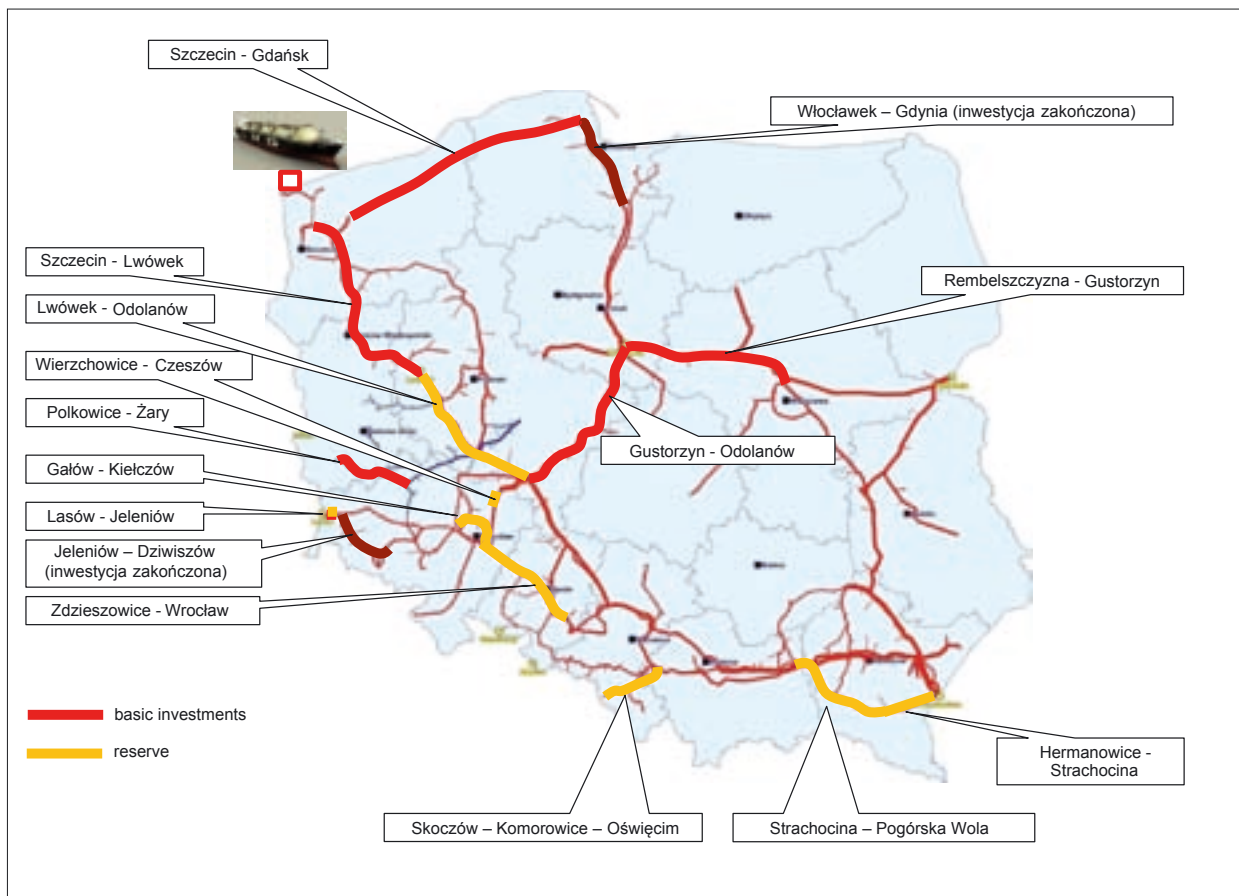 Szczecin - Gdańsk
Włocławek – Gdynia (inwestycja zakończona)
Szczecin - Lwówek
Rembelszczyzna - Gustorzyn
Lwówek - Odolanów
Wierzchowice - Czeszów
Polkowice - Żary
Gustorzyn - Odolanów
Gałów - Kiełczów
Lasów - Jeleniów
Jeleniów – Dziwiszów
(inwestycja zakończona)
Zdzieszowice - Wrocław
basic investments
reserve
Hermanowice -
Strachocina
Skoczów – Komorowice – Oświęcim
Strachocina – Pogórska Wola